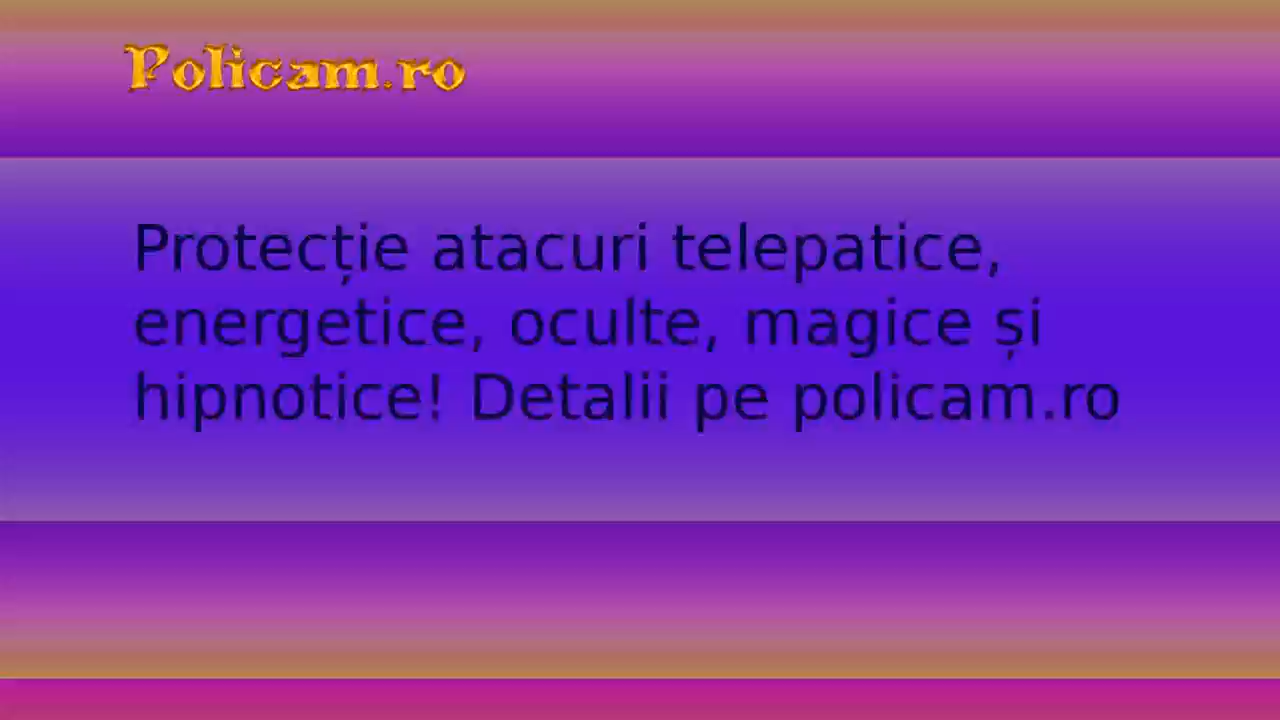 Policam.ro
Protecție atacuri telepatice,
energetice, oculte, magice și
hipnotice! Detalii pe policam.ro